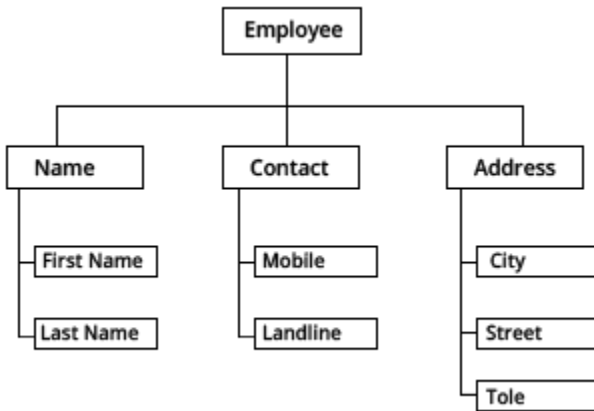 Employee
Name
Contact
Address
First Name
Mobile
City
Last Name
Landline
Street
Tole